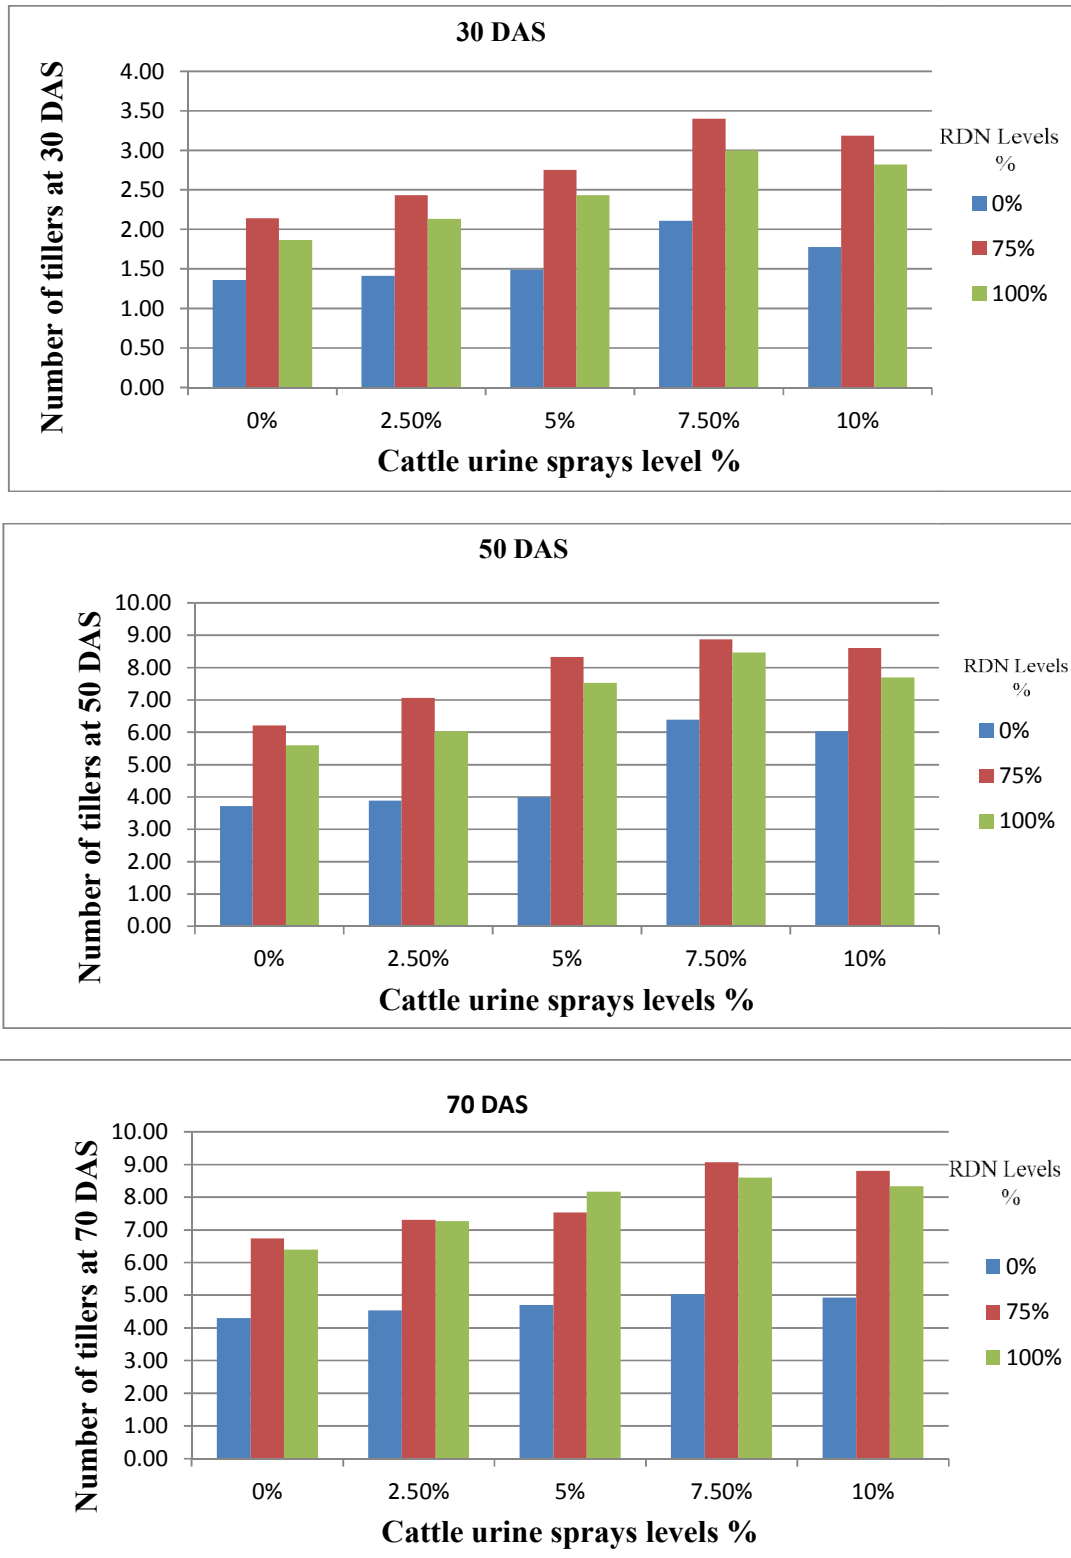 30 DAS
Number of tillers at 30 DAS
4.00
3.50
3.00
2.50
2.00
1.50
1.00
0.50
0.00
0% 2.50% 5% 7.50% 10%
Cattle urine sprays level %
RDN Levels
%
0%
75%
100%
50 DAS
Number of tillers at 50 DAS
10.00
9.00
8.00
7.00
6.00
5.00
4.00
3.00
2.00
1.00
0.00
0% 2.50% 5% 7.50% 10%
Cattle urine sprays levels %
RDN Levels
%
0%
75%
100%
70 DAS
Number of tillers at 70 DAS
10.00
9.00
8.00
7.00
6.00
5.00
4.00
3.00
2.00
1.00
0.00
0% 2.50% 5% 7.50% 10%
Cattle urine sprays levels %
RDN Levels
%
0%
75%
100%